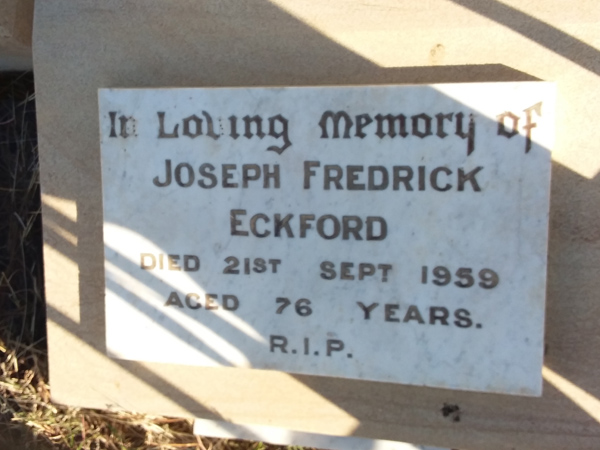 In Loving Memory of
JOSEPH FREDRICK
ECKFORD
DIED 21ST SEPT 1959
AGED 76 YEARS.
R.I.P.